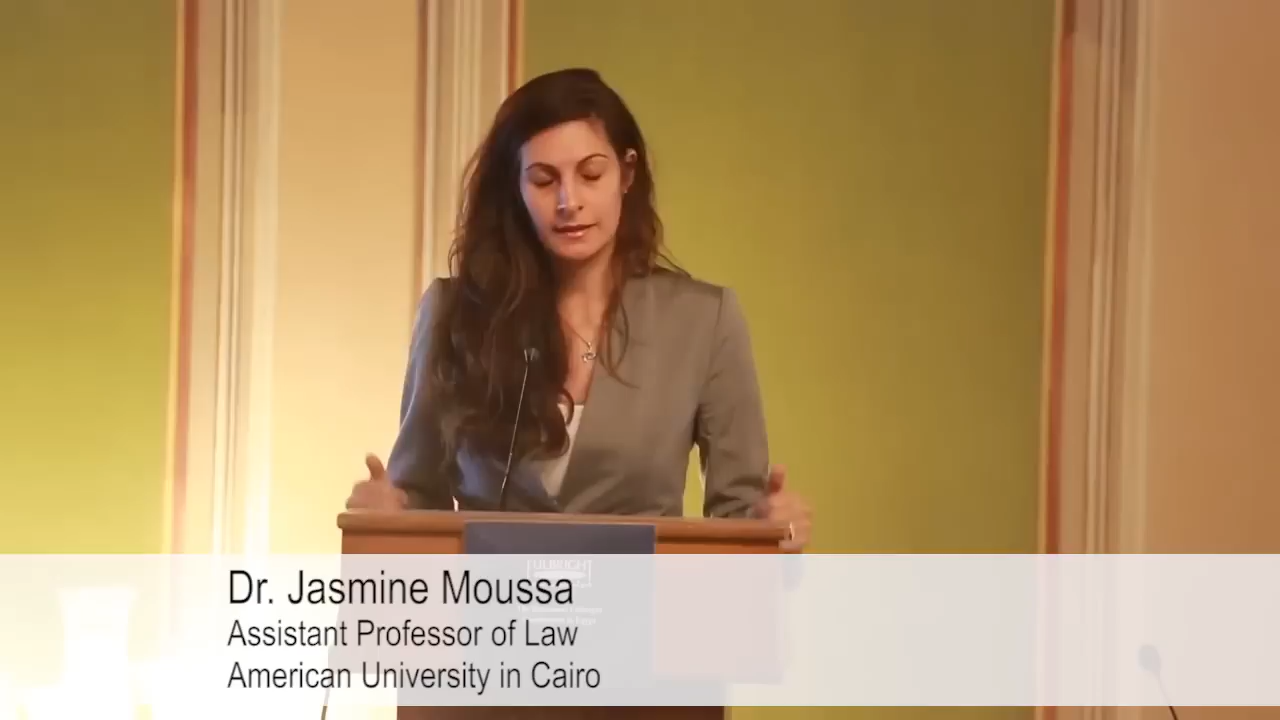 Dr. Jasmine Moussa
Assistant Professor of Law
American University in Cairo